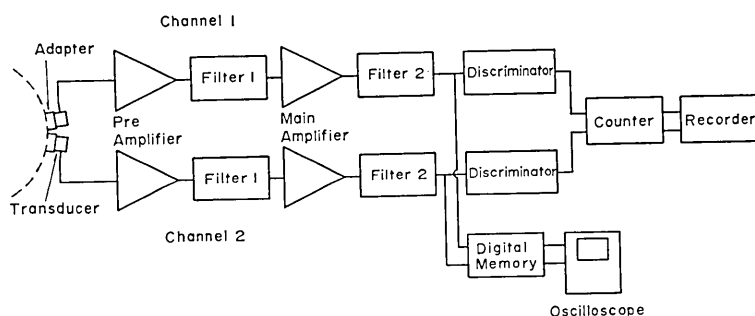 Channel 1
Adapter
Filter 1
Filter 2
Discriminator
Counter
Recorder
Pre
Amplifier
Main
Amplifier
Filter 1
Filter 2
Discriminator
Transducer
Channel 2
Digital
Memory
Oscilloscope